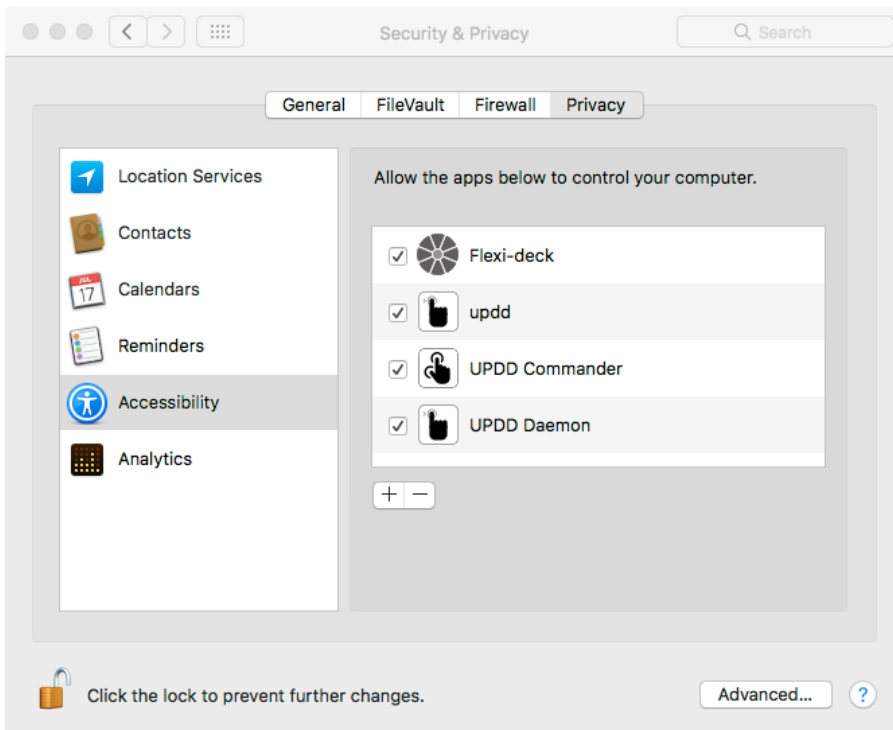 Security & Privacy
Search
General FileVault Firewall Privacy
Location Services
Contacts
JUL
17
Calendars
Reminders
Accessibility
Analytics
Allow the apps below to control your computer.
Flexi-deck
updd
UPDD Commander
UPDD Daemon
+ −
Click the lock to prevent further changes.
Advanced... ?